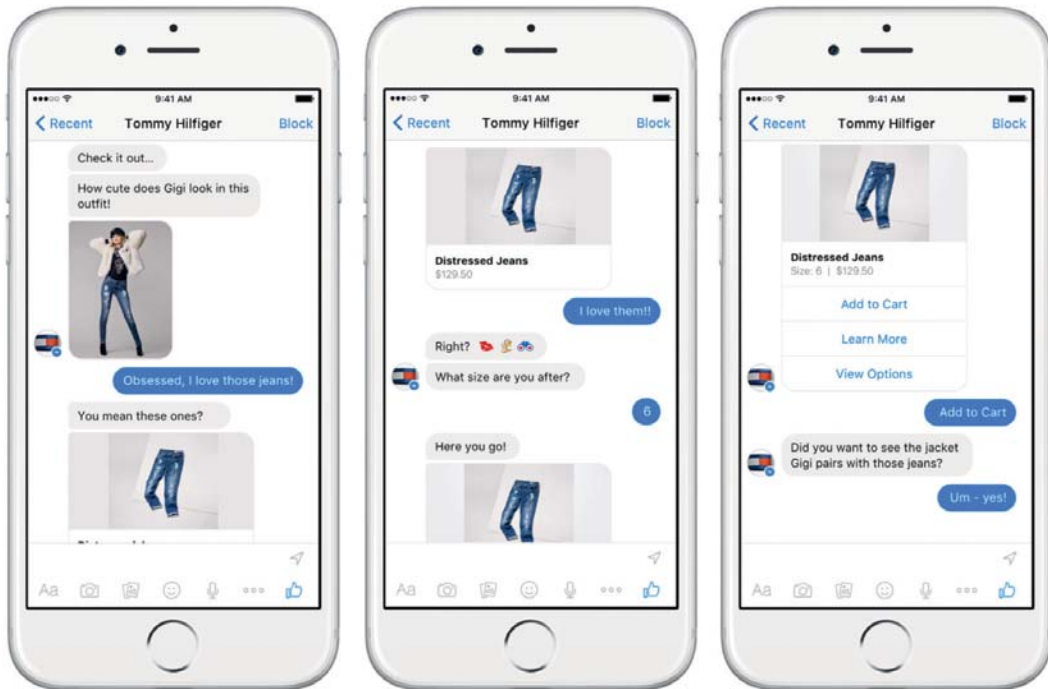 9:41 AM
Recent
Tommy Hilfiger
Block
Check it out...
How cute does Gigi look in this
outfit!
Obsessed, I love those jeans!
You mean these ones?
Aa
9:41 AM
Recent
Tommy Hilfiger
Block
Distressed Jeans
$129.50
I love them!!
Right? 💋 💃 🎡
What size are you after?
6
Here you go!
Aa
9:41 AM
Recent
Tommy Hilfiger
Block
Distressed Jeans
Size: 6 | $129.50
Add to Cart
Learn More
View Options
Add to Cart
Did you want to see the jacket
Gigi pairs with those jeans?
Um - yes!
Aa